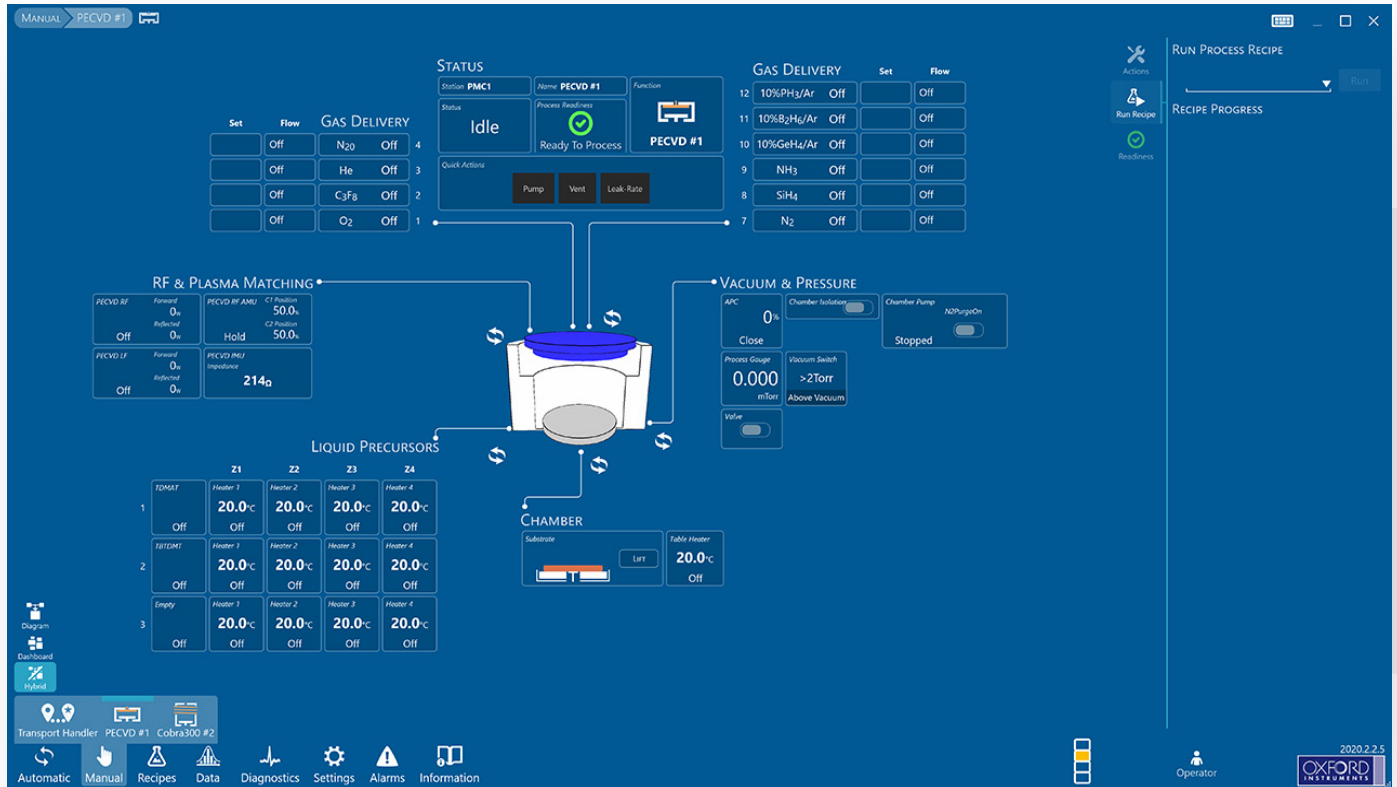 MANUAL PECVD #1
STATUS
Station PMC1 Name PECVD #1 Function
Status Process Readiness
Idle Ready To Process PECVD #1
Quick Actions
Pump Vent Leak-Rate
Set Flow GAS DELIVERY
Off N20 Off 4
Off He Off 3
Off C3F8 Off 2
Off O2 Off 1
GAS DELIVERY Set Flow
12 10%PH3/Ar Off Off
11 10%B2H6/Ar Off Off
10 10%GeH4/Ar Off Off
9 NH3 Off Off
8 SiH4 Off Off
7 N2 Off Off
RF & PLASMA MATCHING
PECVD RF Forward PECVD RF AMU C1 Position
0W 50.0%
Reflected C2 Position
Off 0W Hold 50.0%
PECVD LF Forward PECVD IMU
0W Impedance
Reflected 214Ω
Off 0W
VACUUM & PRESSURE
APC Chamber Isolation Chamber Pump
0% N2PurgeOn
Close Stopped
Process Gauge Vacuum Switch
0.000 >2Torr
mTorr Above Vacuum
Valve
LIQUID PRECURSORS
Z1 Z2 Z3 Z4
TDMAT Heater 1 Heater 2 Heater 3 Heater 4
1 20.0°C 20.0°C 20.0°C 20.0°C
Off Off Off Off Off
TBTDMT Heater 1 Heater 2 Heater 3 Heater 4
2 20.0°C 20.0°C 20.0°C 20.0°C
Off Off Off Off Off
Empty Heater 1 Heater 2 Heater 3 Heater 4
3 20.0°C 20.0°C 20.0°C 20.0°C
Off Off Off Off Off
CHAMBER
Substrate Table Heater
LIFT 20.0°C
Off
Actions
Run Recipe
Readiness
RUN PROCESS RECIPE
Run
RECIPE PROGRESS
Diagram
Dashboard
Hybrid
Transport Handler PECVD #1 Cobra300 #2
Automatic Manual Recipes Data Diagnostics Settings Alarms Information
Operator
2020.2.2.5
OXFORD
INSTRUMENTS